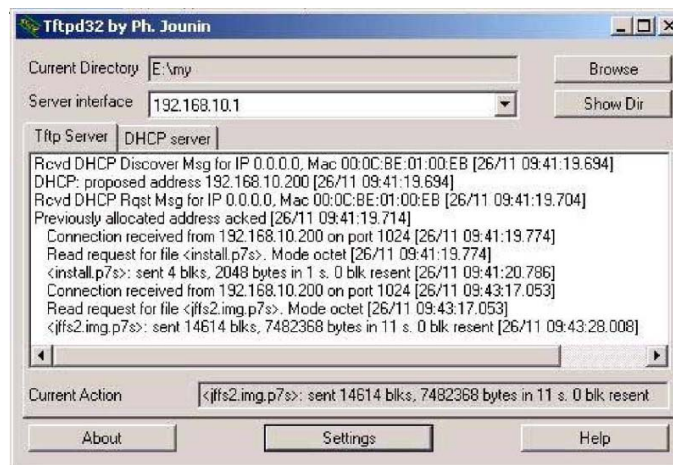 Tftpd32 by Ph. Jounin
Current Directory E:\my Browse
Server interface 192.168.10.1 Show Dir
Tftp Server DHCP server
Rcvd DHCP Discover Msg for IP 0.0.0.0, Mac 00:0C:BE:01:00:EB [26/11 09:41:19.694]
DHCP: proposed address 192.168.10.200 [26/11 09:41:19.694]
Rcvd DHCP Rqst Msg for IP 0.0.0.0, Mac 00:0C:BE:01:00:EB [26/11 09:41:19.704]
Previously allocated address acked [26/11 09:41:19.714]
Connection received from 192.168.10.200 on port 1024 [26/11 09:41:19.774]
Read request for file <install.p7s>. Mode octet [26/11 09:41:19.774]
<install.p7s>: sent 4 blks, 2048 bytes in 1 s. 0 blk resent [26/11 09:41:20.786]
Connection received from 192.168.10.200 on port 1024 [26/11 09:43:17.053]
Read request for file <jffs2.img.p7s>. Mode octet [26/11 09:43:17.053]
<jffs2.img.p7s>: sent 14614 blks, 7482368 bytes in 11 s. 0 blk resent [26/11 09:43:28.008]
Current Action <jffs2.img.p7s>: sent 14614 blks, 7482368 bytes in 11 s. 0 blk resent
About Settings Help